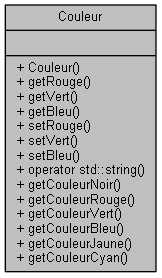 Couleur
+ Couleur()
+ getRouge()
+ getVert()
+ getBleu()
+ setRouge()
+ setVert()
+ setBleu()
+ operator std::string()
+ getCouleurNoir()
+ getCouleurRouge()
+ getCouleurVert()
+ getCouleurBleu()
+ getCouleurJaune()
+ getCouleurCyan()